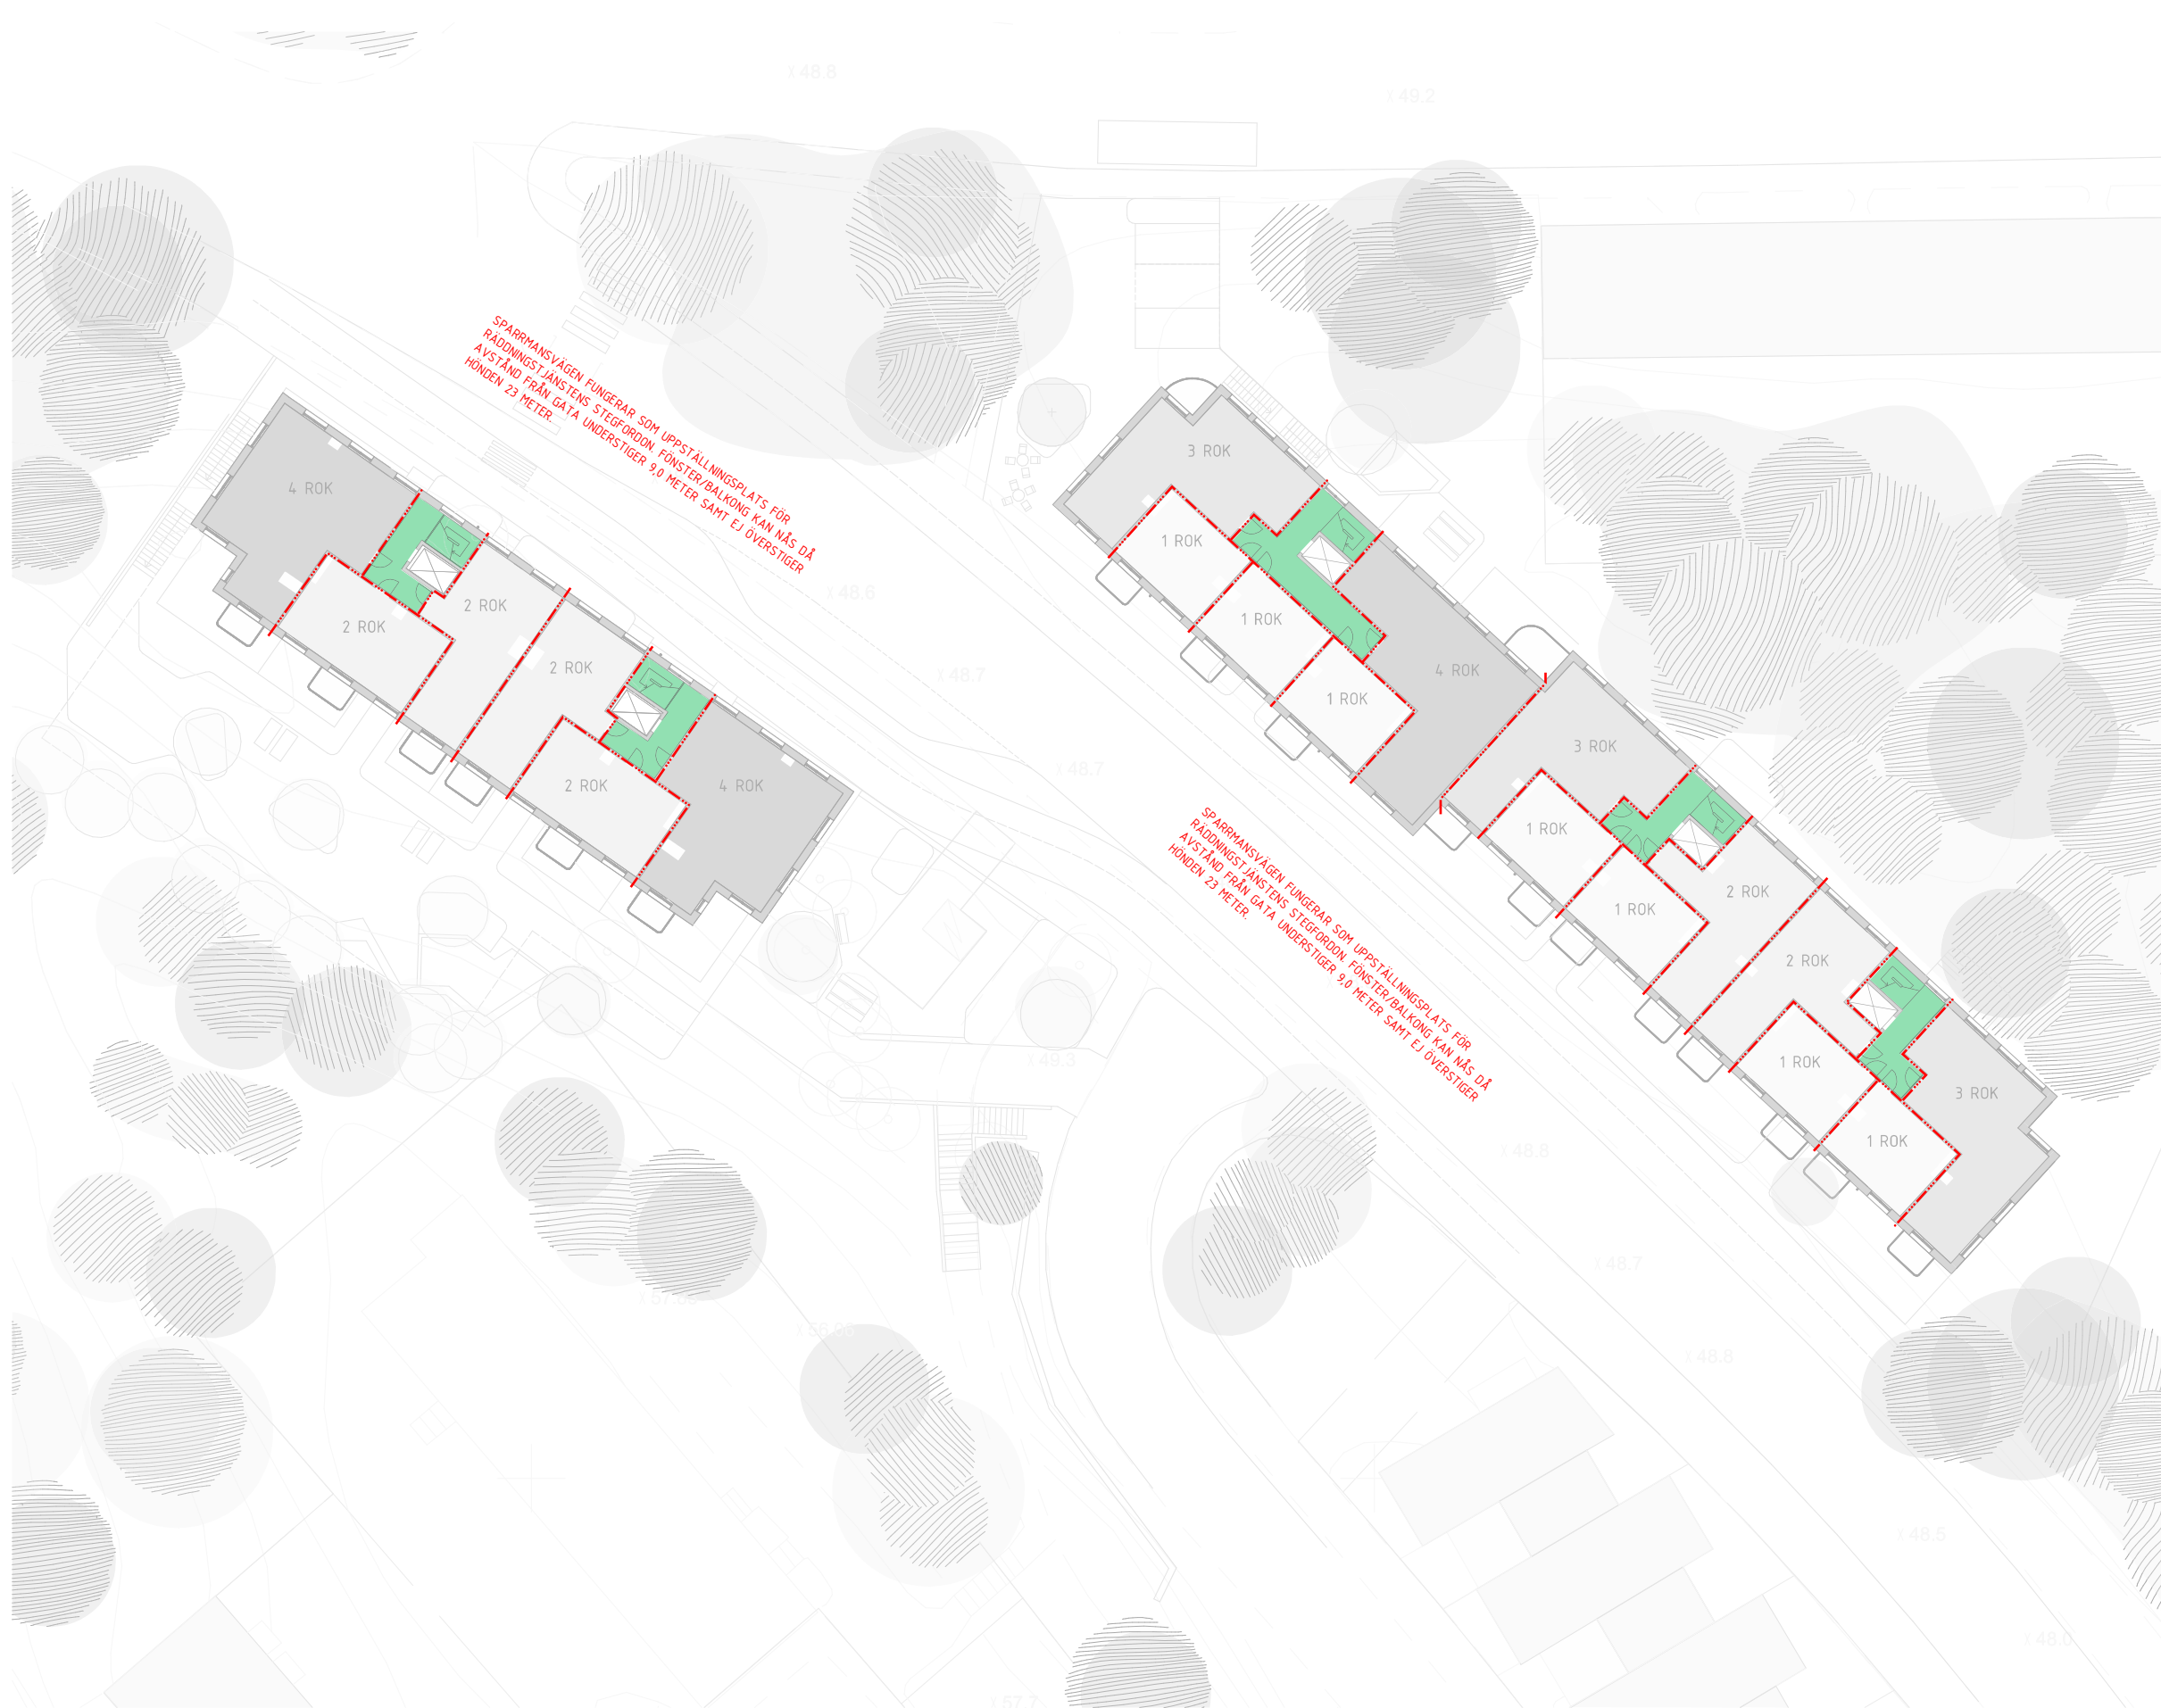 48.8
49.2
SPARRMANSVÄGEN FUNGERAR SOM UPPSTÄLLNINGSPLATS FÖR
RÄDDNINGSTJÄNSTENS STEGFORDON. FÖNSTER/BALKONG KAN NÅS DÅ
AVSTÅND FRÅN GATA UNDERSTIGER 9,0 METER SAMT EJ ÖVERSTIGER
HÖNDEN 23 METER.
4 ROK
2 ROK
2 ROK
2 ROK
2 ROK
4 ROK
48.6
48.7
48.7
3 ROK
1 ROK
1 ROK
1 ROK
4 ROK
3 ROK
1 ROK
1 ROK
2 ROK
2 ROK
1 ROK
1 ROK
3 ROK
SPARRMANSVÄGEN FUNGERAR SOM UPPSTÄLLNINGSPLATS FÖR
RÄDDNINGSTJÄNSTENS STEGFORDON. FÖNSTER/BALKONG KAN NÅS DÅ
AVSTÅND FRÅN GATA UNDERSTIGER 9,0 METER SAMT EJ ÖVERSTIGER
HÖNDEN 23 METER.
49.3
48.8
48.7
48.8
48.5
48.0
57.7